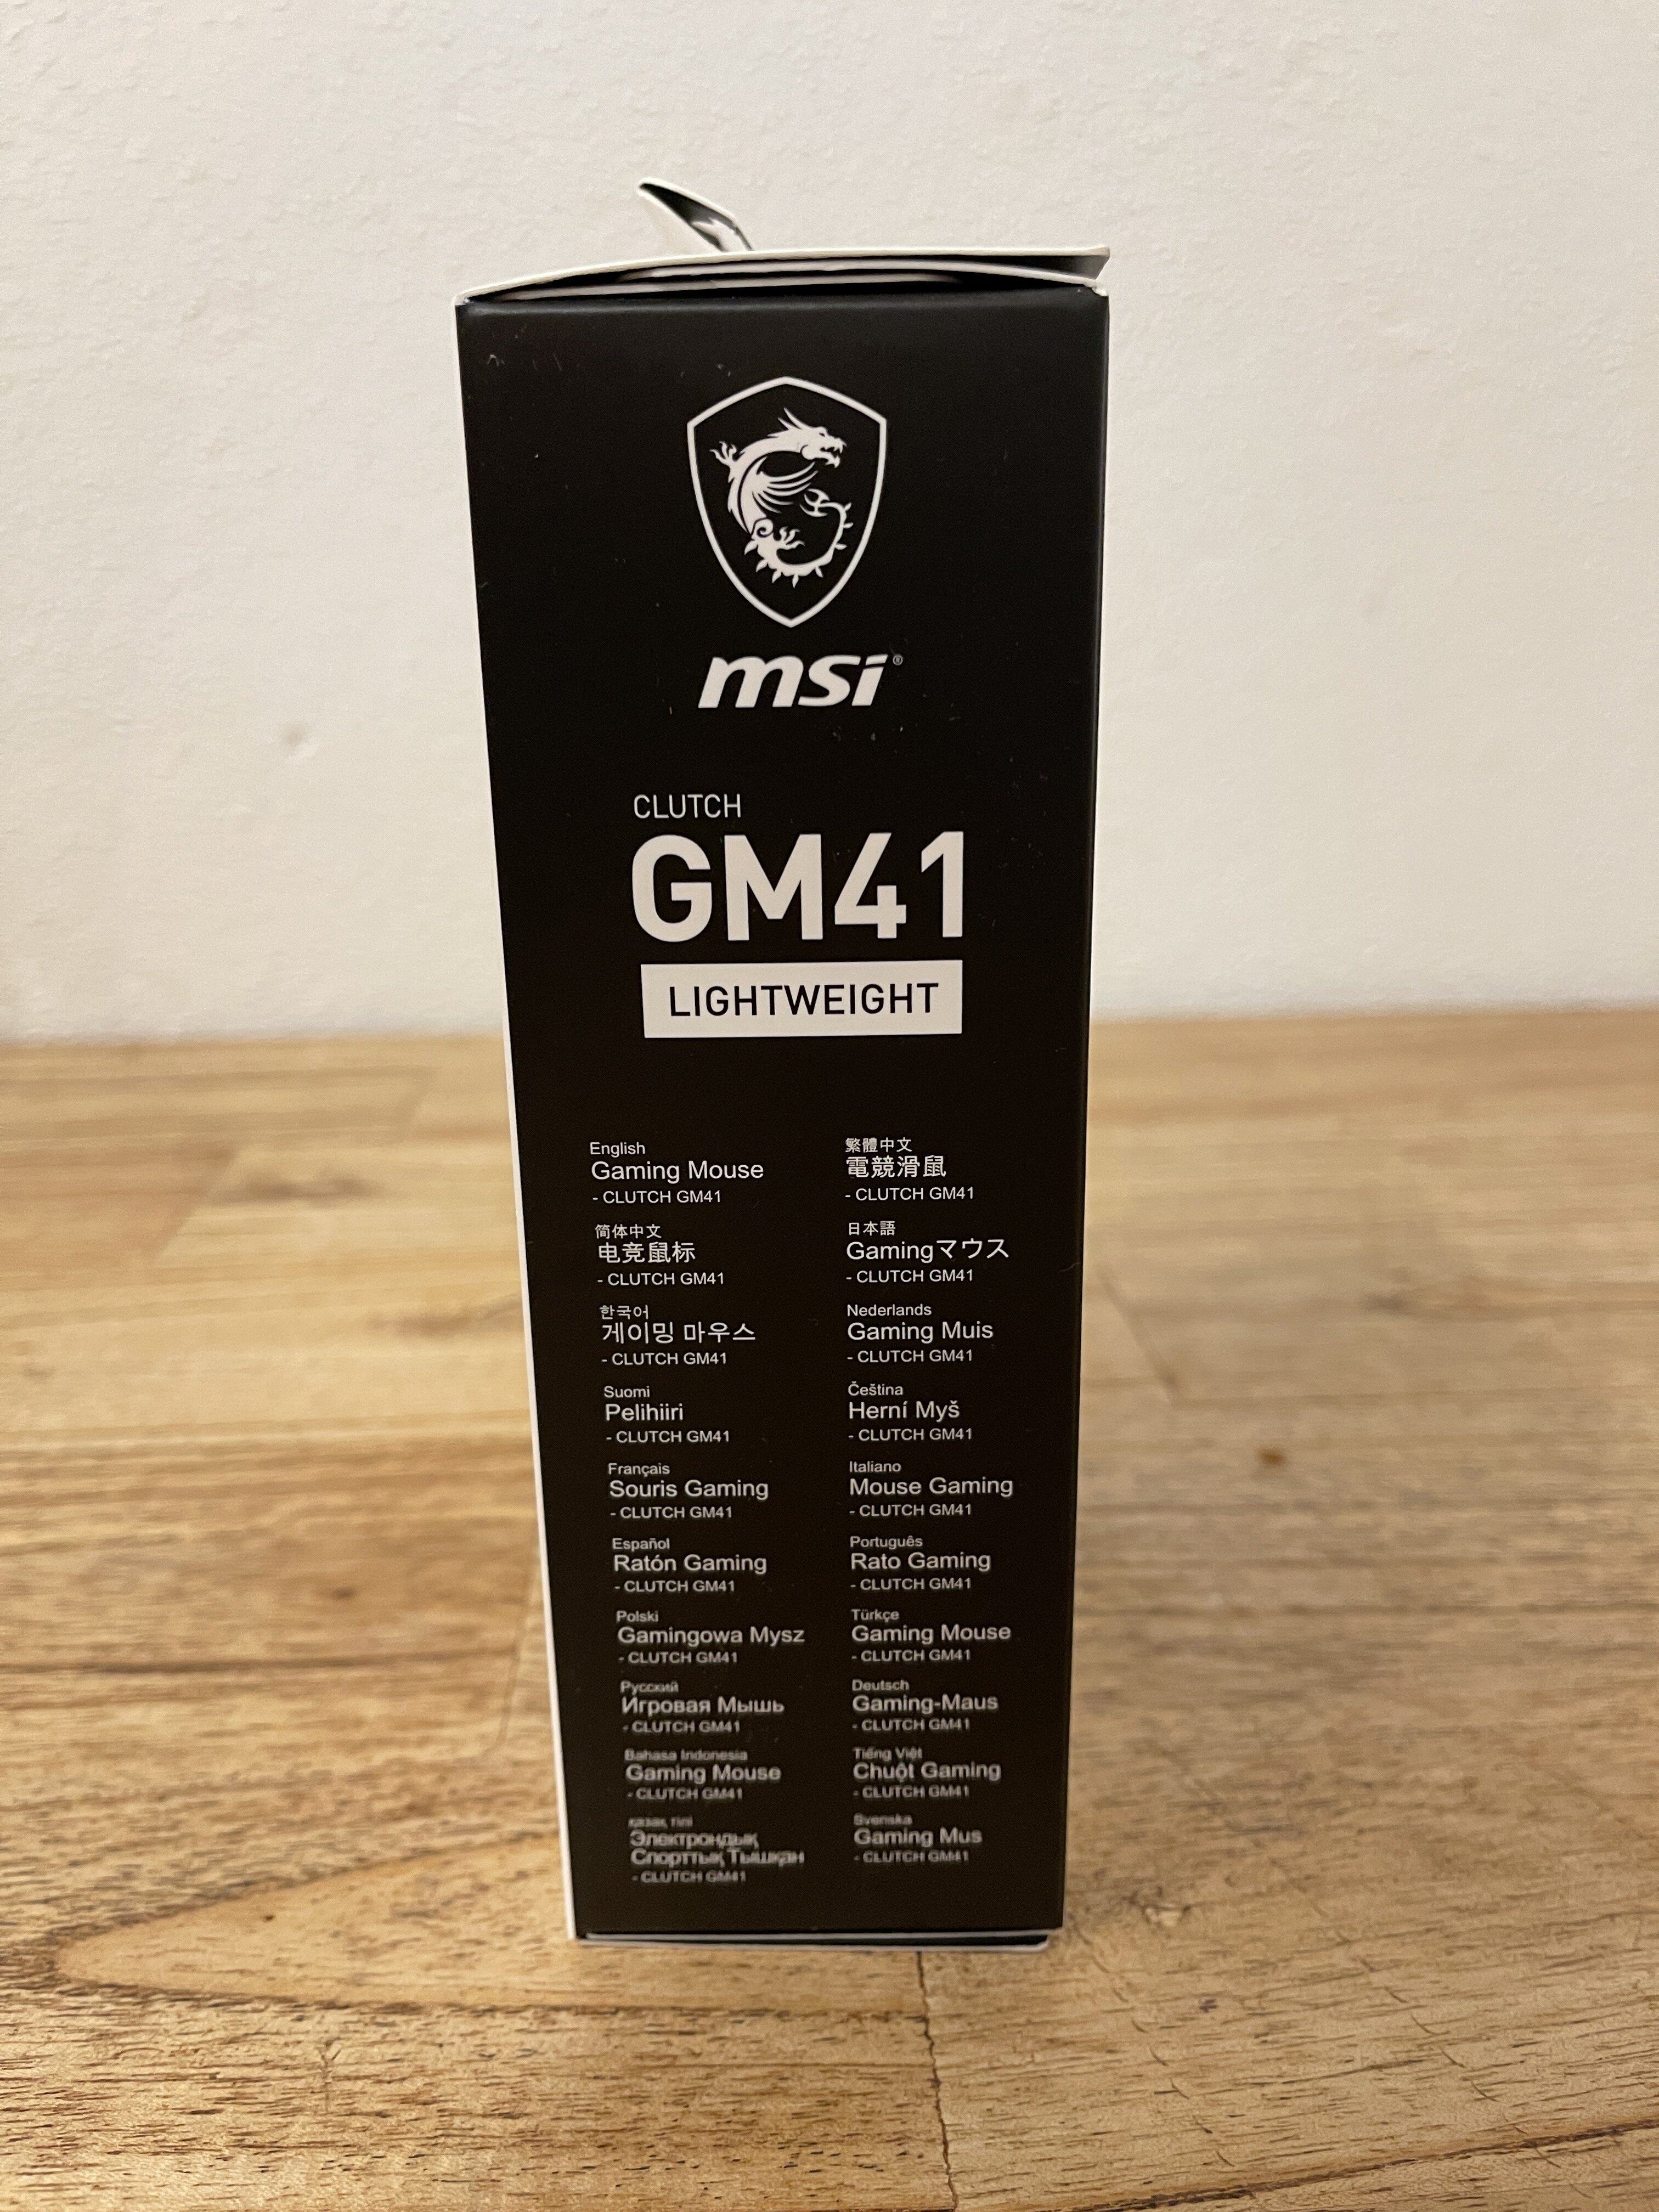 msi®
CLUTCH
GM41
LIGHTWEIGHT
English
Gaming Mouse
- CLUTCH GM41
简体中文
电竞鼠标
- CLUTCH GM41
한국어
게이밍 마우스
- CLUTCH GM41
Suomi
Pelihiiri
- CLUTCH GM41
Français
Souris Gaming
- CLUTCH GM41
Español
Ratón Gaming
- CLUTCH GM41
Polski
Gamingowa Mysz
- CLUTCH GM41
Русский
Игровая Мышь
- CLUTCH GM41
Bahasa Indonesia
Gaming Mouse
- CLUTCH GM41
қазақ тілі
Электрондық
Спорттық Тышқан
- CLUTCH GM41
繁體中文
電競滑鼠
- CLUTCH GM41
日本語
Gamingマウス
- CLUTCH GM41
Nederlands
Gaming Muis
- CLUTCH GM41
Čeština
Herní Myš
- CLUTCH GM41
Italiano
Mouse Gaming
- CLUTCH GM41
Português
Rato Gaming
- CLUTCH GM41
Türkçe
Gaming Mouse
- CLUTCH GM41
Deutsch
Gaming-Maus
- CLUTCH GM41
Tiếng Việt
Chuột Gaming
- CLUTCH GM41
Svenska
Gaming Mus
- CLUTCH GM41